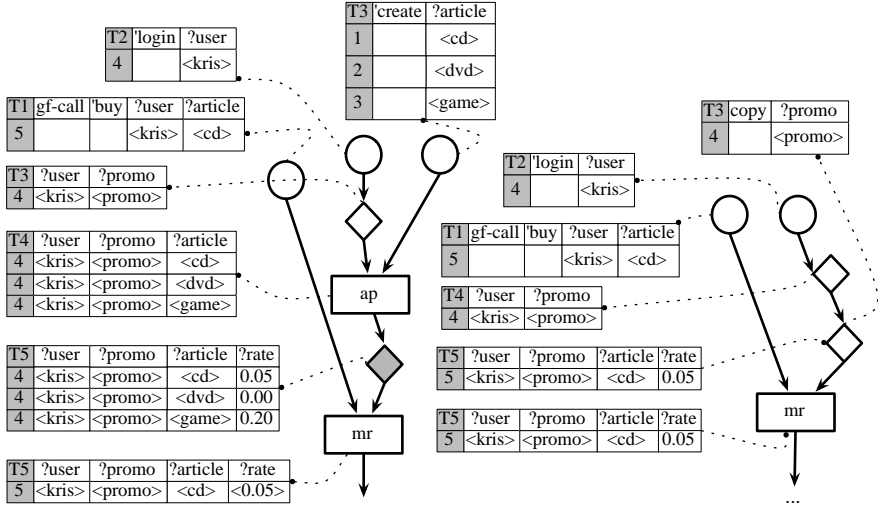 T3 'create ?article
1 <cd>
2 <dvd>
3 <game>
T2 'login ?user
4 <kris>
T1 gf-call 'buy ?user ?article
5 <kris> <cd>
T3 ?user ?promo
4 <kris> <promo>
T4 ?user ?promo ?article
4 <kris> <promo> <cd>
4 <kris> <promo> <dvd>
4 <kris> <promo> <game>
ap
T5 ?user ?promo ?article ?rate
4 <kris> <promo> <cd> 0.05
4 <kris> <promo> <dvd> 0.00
4 <kris> <promo> <game> 0.20
mr
T5 ?user ?promo ?article ?rate
5 <kris> <promo> <cd> <0.05>
T3 copy ?promo
4 <promo>
T2 'login ?user
4 <kris>
T1 gf-call 'buy ?user ?article
5 <kris> <cd>
T4 ?user ?promo
4 <kris> <promo>
T5 ?user ?promo ?article ?rate
5 <kris> <promo> <cd> 0.05
mr
T5 ?user ?promo ?article ?rate
5 <kris> <promo> <cd> 0.05
...